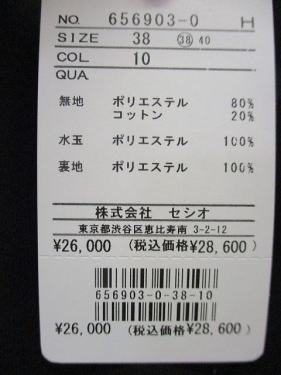 NO. 656903-0 H
SIZE 38 ㊳ 40
COL. 10
QUA.
無地 ポリエステル 80%
コットン 20%
水玉 ポリエステル 100%
裏地 ポリエステル 100%
株式会社 セシオ
東京都渋谷区恵比寿南 3-2-12
¥26,000 (税込価格¥28,600)
656903-0-38-10
¥26,000 (税込価格¥28,600)